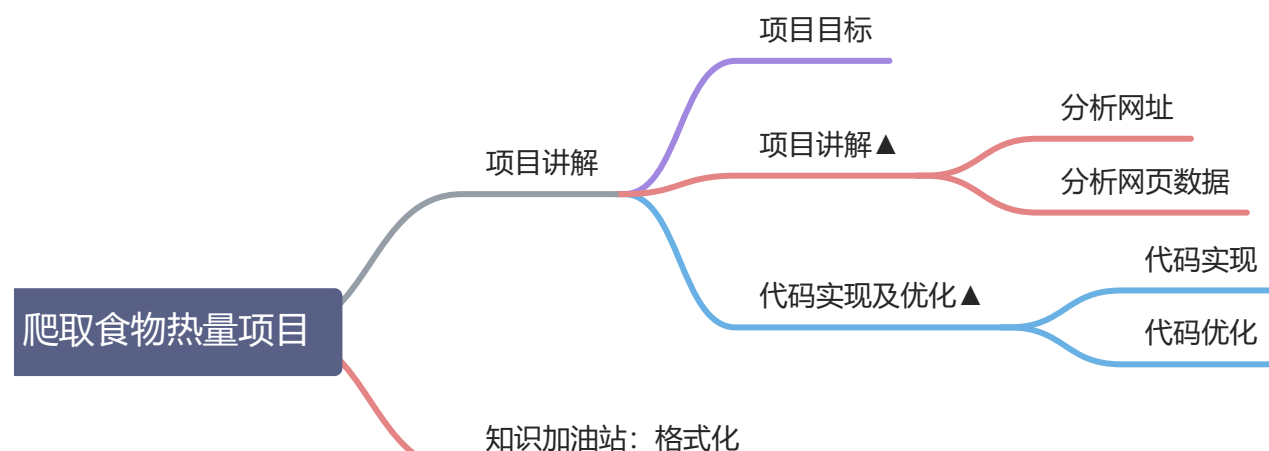 爬取食物热量项目
项目讲解
项目目标
项目讲解▲
分析网址
分析网页数据
代码实现及优化▲
代码实现
代码优化
知识加油站：格式化